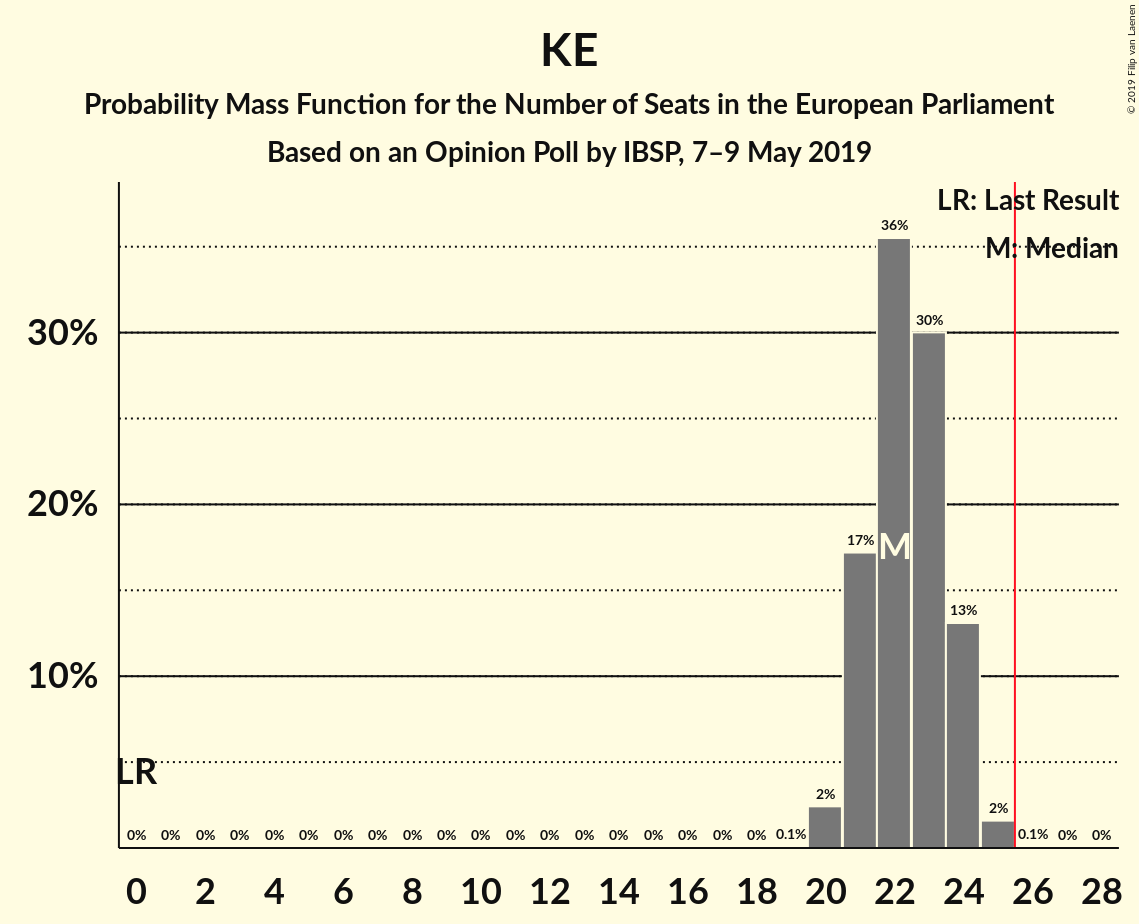 KE
Probability Mass Function for the Number of Seats in the European Parliament
Based on an Opinion Poll by IBSP, 7–9 May 2019
© 2019 Filip van Laenen
LR: Last Result
M: Median
30%
20%
10%
LR
M
0% 0% 0% 0% 0% 0% 0% 0% 0% 0% 0% 0% 0% 0% 0% 0% 0% 0% 0% 0.1% 2% 17% 36% 30% 13% 2% 0.1% 0% 0%
0 2 4 6 8 10 12 14 16 18 20 22 24 26 28